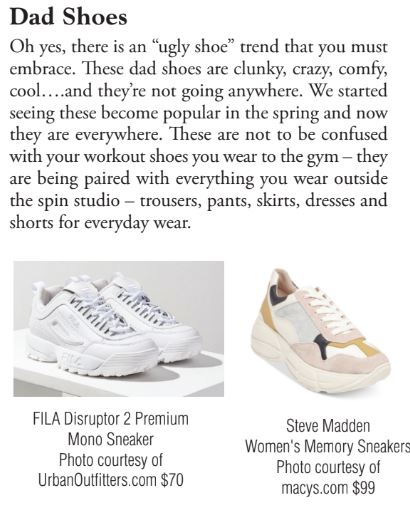 Dad Shoes
Oh yes, there is an “ugly shoe” trend that you must
embrace. These dad shoes are clunky, crazy, comfy,
cool….and they’re not going anywhere. We started
seeing these become popular in the spring and now
they are everywhere. These are not to be confused
with your workout shoes you wear to the gym – they
are being paired with everything you wear outside
the spin studio – trousers, pants, skirts, dresses and
shorts for everyday wear.
FILA
FILA Disruptor 2 Premium
Mono Sneaker
Photo courtesy of
UrbanOutfitters.com $70
Steve Madden
Women's Memory Sneakers
Photo courtesy of
macys.com $99